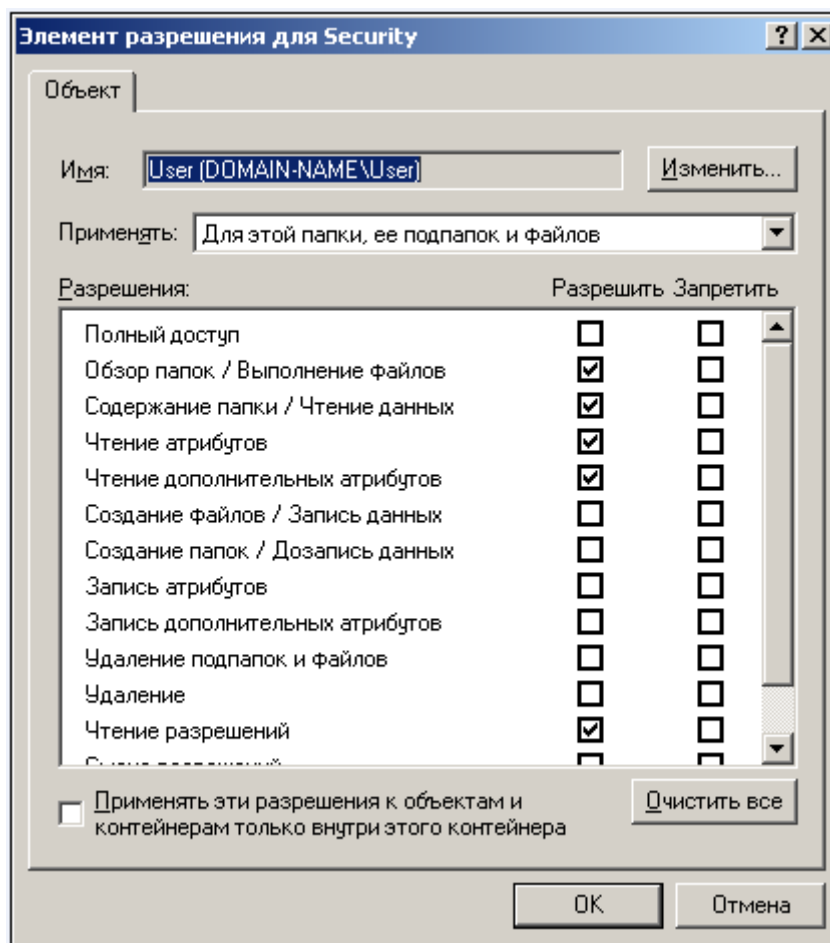 Элемент разрешения для Security
Объект
Имя: User (DOMAIN-NAME\User) Изменить...
Применять: Для этой папки, ее подпапок и файлов
Разрешения: Разрешить Запретить
Полный доступ
Обзор папок / Выполнение файлов
Содержание папки / Чтение данных
Чтение атрибутов
Чтение дополнительных атрибутов
Создание файлов / Запись данных
Создание папок / Дозапись данных
Запись атрибутов
Запись дополнительных атрибутов
Удаление подпапок и файлов
Удаление
Чтение разрешений
Применять эти разрешения к объектам и
контейнерам только внутри этого контейнера
Очистить все
OK Отмена